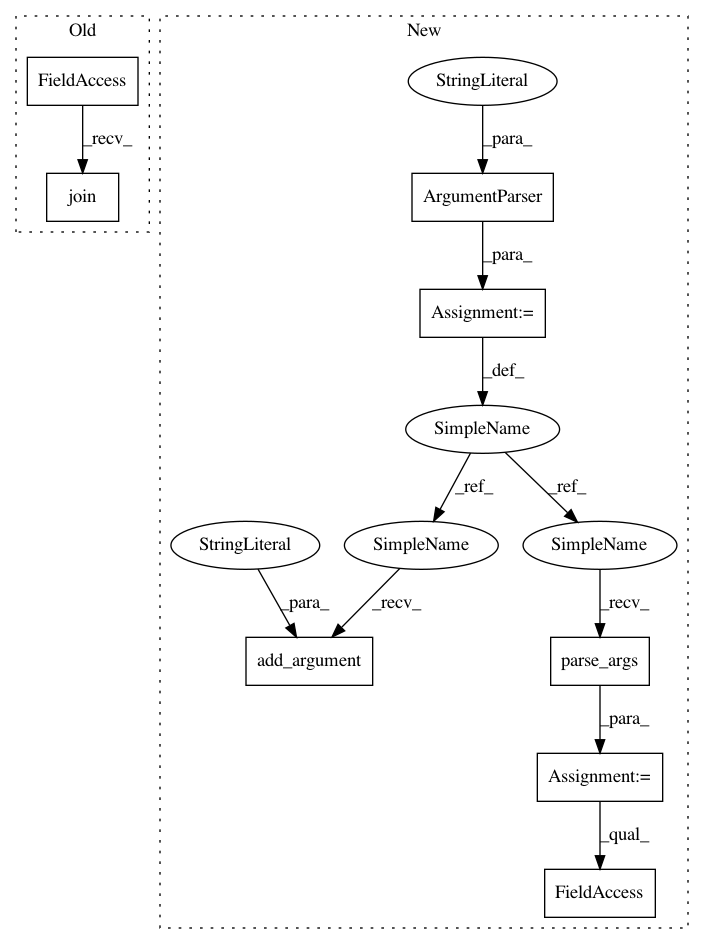 Old
New
FieldAccess
StringLiteral
_recv_
_para_
join
ArgumentParser
_para_
Assignment:=
_def_
SimpleName
_ref_
_ref_
StringLiteral
SimpleName
SimpleName
_para_
_recv_
_recv_
add_argument
parse_args
_para_
Assignment:=
_qual_
FieldAccess